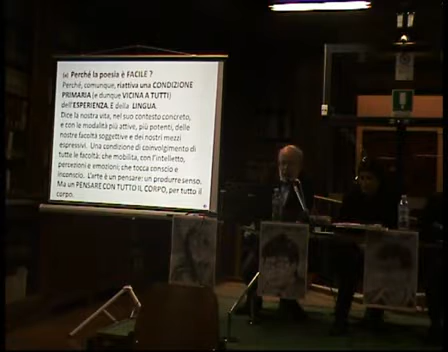 (a) Perché la poesia è FACILE ?
Perché, comunque, riattiva una CONDIZIONE
PRIMARIA (e dunque VICINA A TUTTI)
dell'ESPERIENZA. E della LINGUA.
Dice la nostra vita, nel suo contesto concreto,
e con le modalità più attive, più potenti, delle
nostre facoltà soggettive e dei nostri mezzi
espressivi. Una condizione di coinvolgimento di
tutte le facoltà: che mobilita, con l'intelletto,
percezioni e emozioni; che tocca conscio e
inconscio. L'arte è un pensare: un produrre senso.
Ma un PENSARE CON TUTTO IL CORPO, per tutto il
corpo.